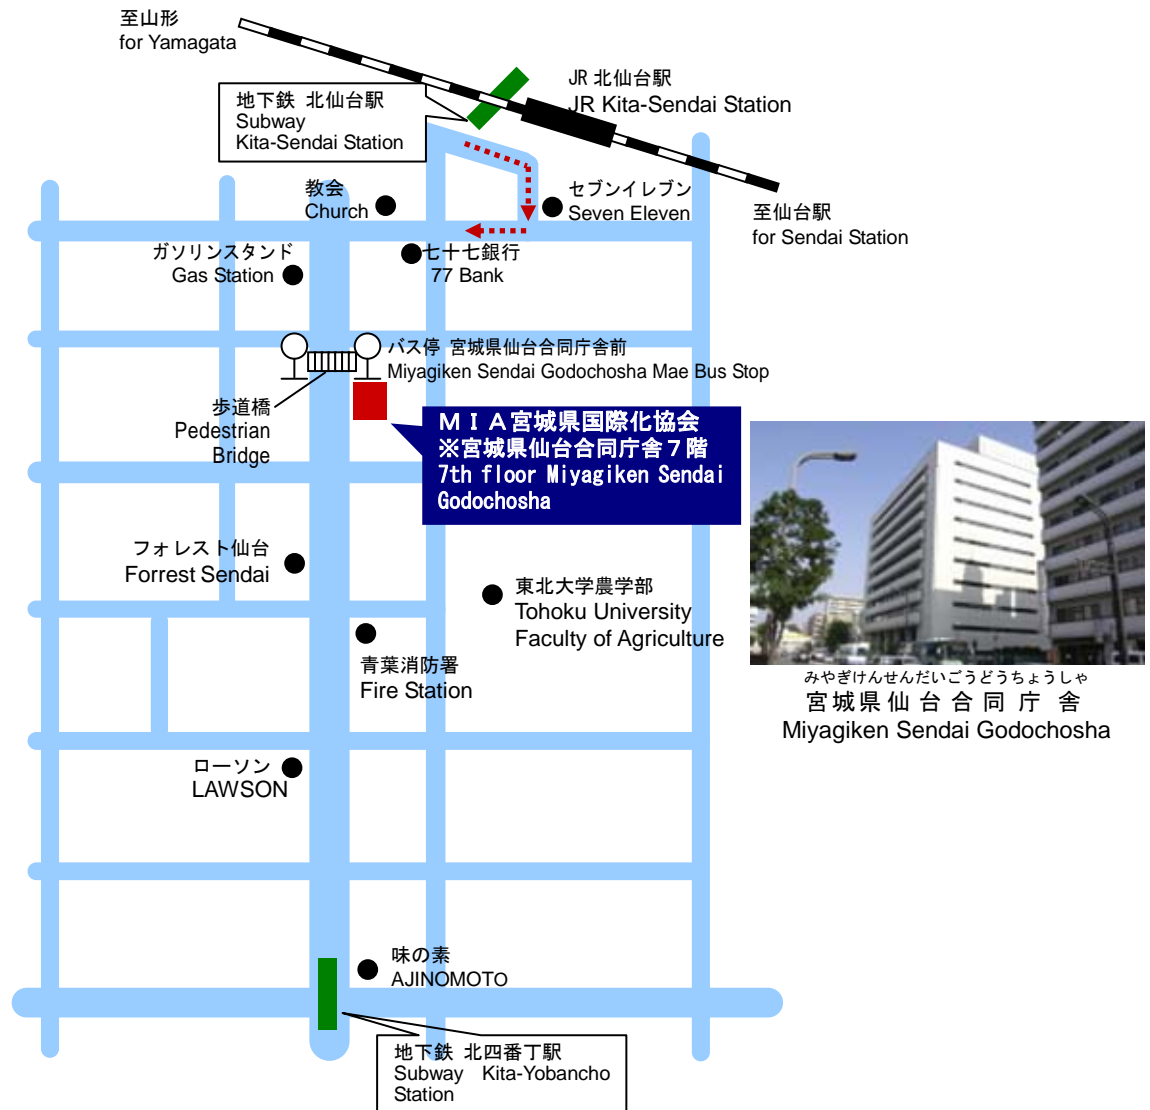 至山形
for Yamagata
JR 北仙台駅
JR Kita-Sendai Station
地下鉄 北仙台駅
Subway
Kita-Sendai Station
教会
Church
セブンイレブン
Seven Eleven
至仙台駅
for Sendai Station
ガソリンスタンド
Gas Station
七十七銀行
77 Bank
バス停 宮城県仙台合同庁舎前
Miyagiken Sendai Godochosha Mae Bus Stop
歩道橋
Pedestrian
Bridge
ＭＩＡ宮城県国際化協会
※宮城県仙台合同庁舎７階
7th floor Miyagiken Sendai
Godochosha
フォレスト仙台
Forrest Sendai
東北大学農学部
Tohoku University
Faculty of Agriculture
青葉消防署
Fire Station
みやぎけんせんだいごうどうちょうしゃ
宮城県仙台合同庁舎
Miyagiken Sendai Godochosha
ローソン
LAWSON
味の素
AJINOMOTO
地下鉄 北四番丁駅
Subway Kita-Yobancho
Station